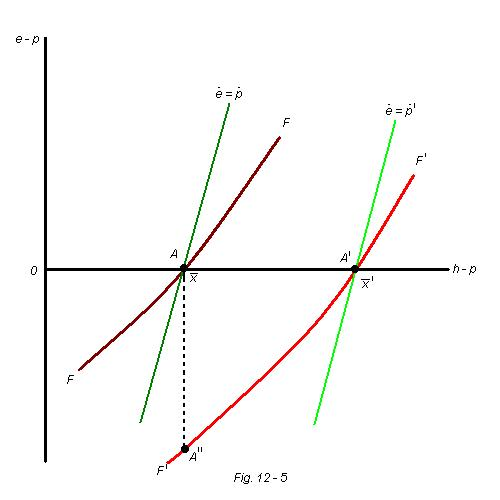 e - p
ė = ṗ
F
ė = ṗ'
F'
A
A'
0
x̅
x̅'
h - p
F
A"
F'
Fig. 12 - 5